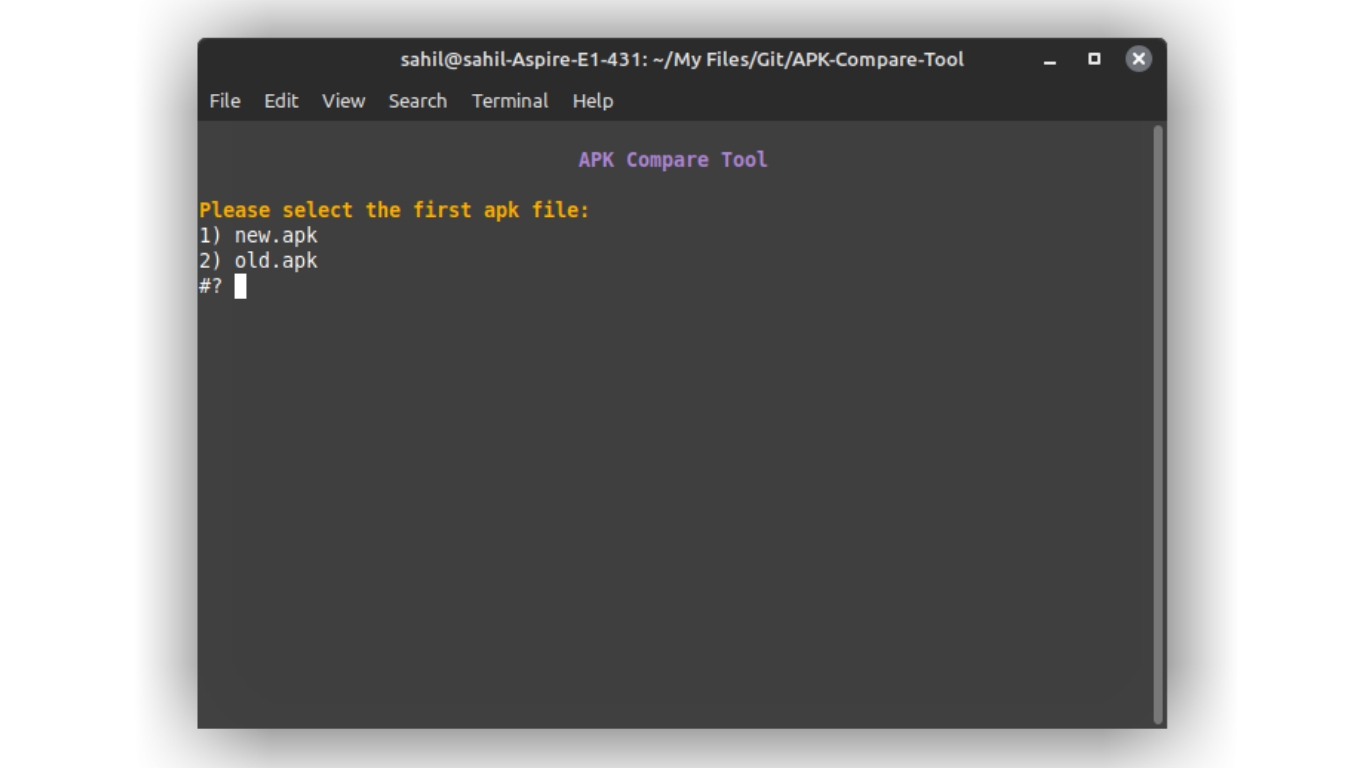 sahil@sahil-Aspire-E1-431: ~/My Files/Git/APK-Compare-Tool
File Edit View Search Terminal Help
APK Compare Tool
Please select the first apk file:
1) new.apk
2) old.apk
#?